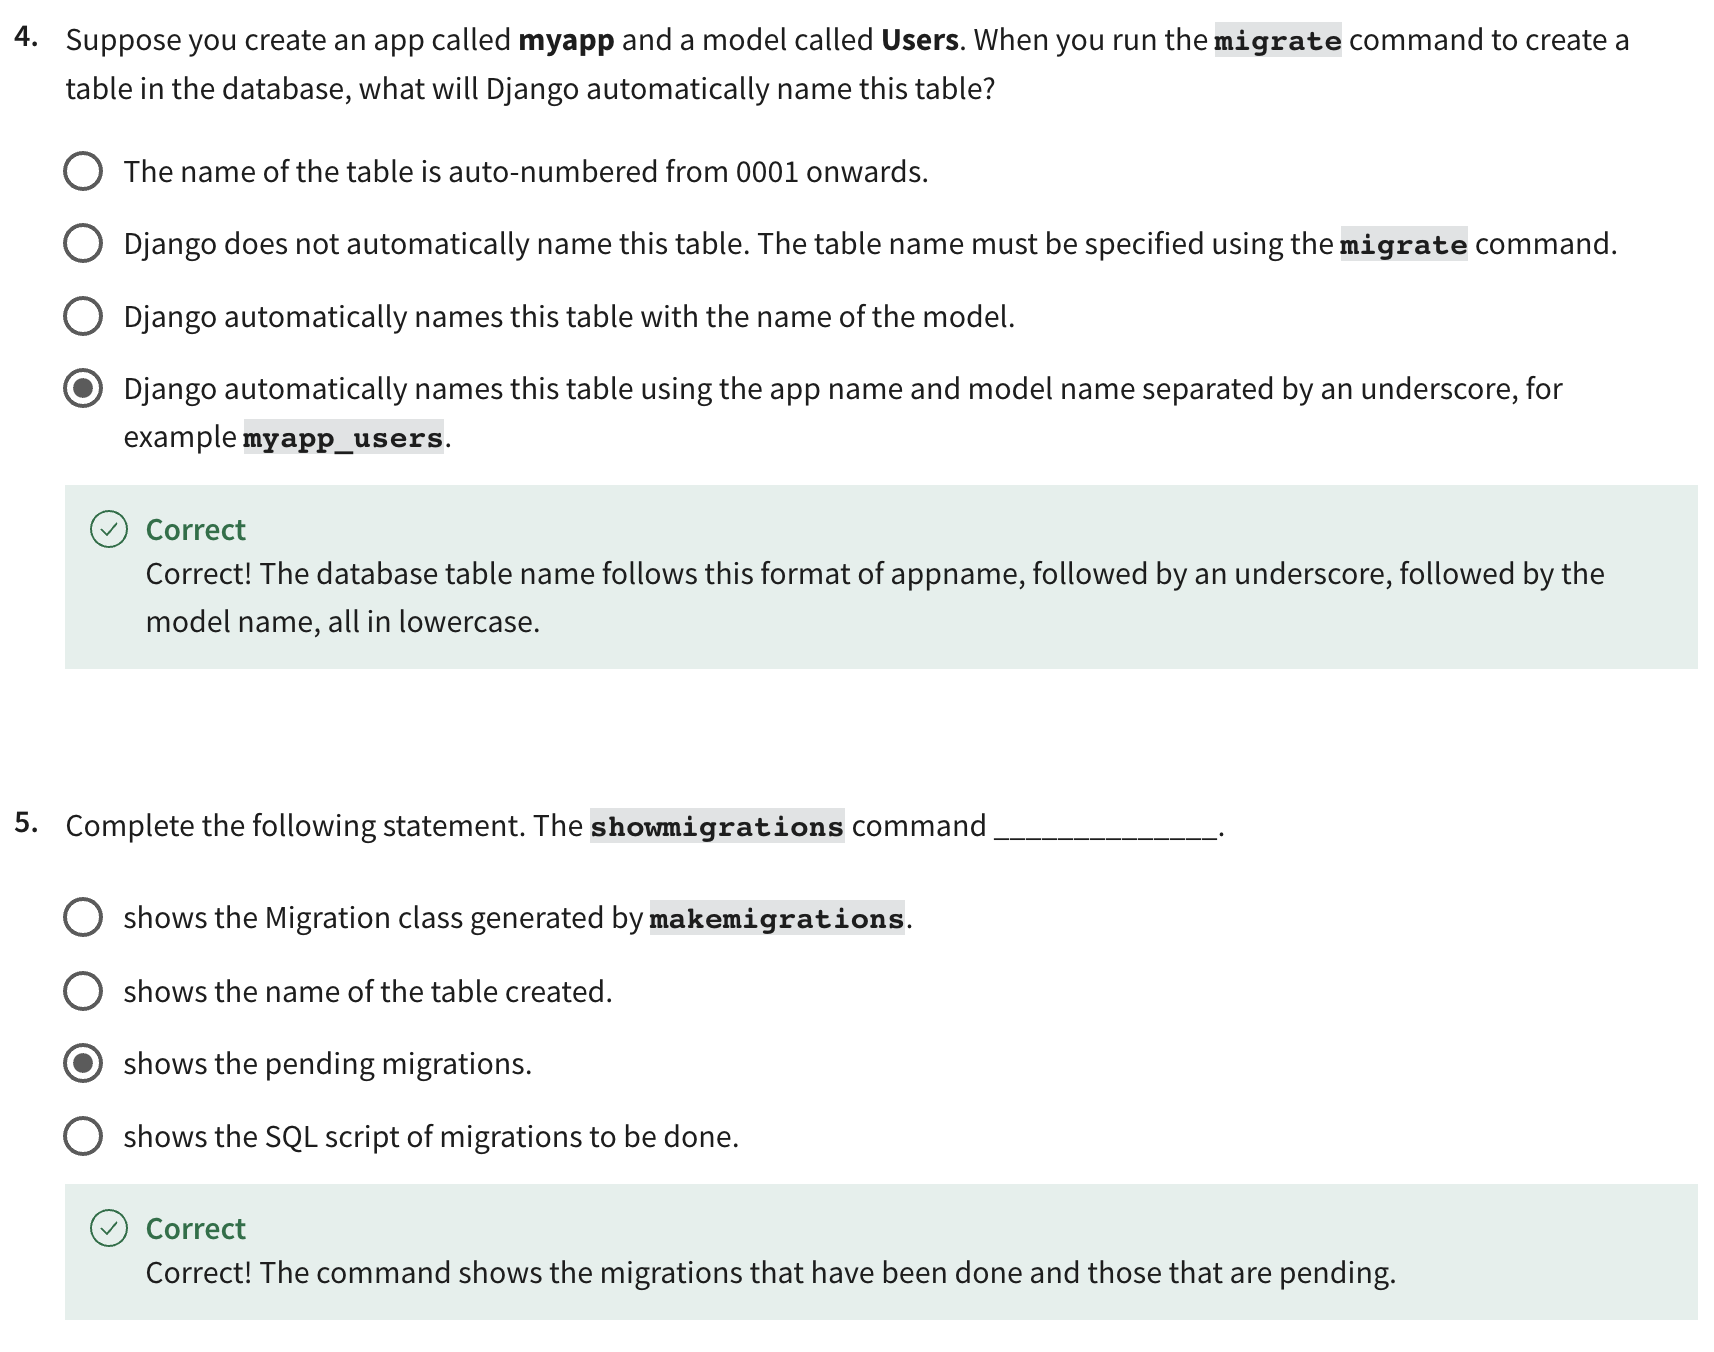 4. Suppose you create an app called myapp and a model called Users. When you run the migrate command to create a
table in the database, what will Django automatically name this table?
The name of the table is auto-numbered from 0001 onwards.
Django does not automatically name this table. The table name must be specified using the migrate command.
Django automatically names this table with the name of the model.
Django automatically names this table using the app name and model name separated by an underscore, for
example myapp_users.
Correct
Correct! The database table name follows this format of appname, followed by an underscore, followed by the
model name, all in lowercase.
5. Complete the following statement. The showmigrations command ______________.
shows the Migration class generated by makemigrations.
shows the name of the table created.
shows the pending migrations.
shows the SQL script of migrations to be done.
Correct
Correct! The command shows the migrations that have been done and those that are pending.